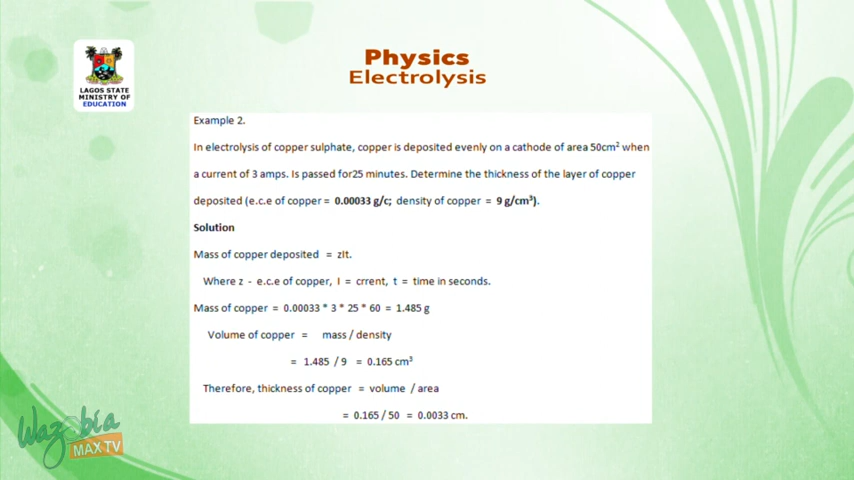 LAGOS STATE
MINISTRY OF
EDUCATION
Physics
Electrolysis
Example 2.
In electrolysis of copper sulphate, copper is deposited evenly on a cathode of area 50cm² when
a current of 3 amps. Is passed for25 minutes. Determine the thickness of the layer of copper
deposited (e.c.e of copper = 0.00033 g/c; density of copper = 9 g/cm³).
Solution
Mass of copper deposited = zIt.
Where z - e.c.e of copper, I = crrent, t = time in seconds.
Mass of copper = 0.00033 * 3 * 25 * 60 = 1.485 g
Volume of copper = mass / density
= 1.485 / 9 = 0.165 cm³
Therefore, thickness of copper = volume / area
= 0.165 / 50 = 0.0033 cm.
Wazobia
MAX TV